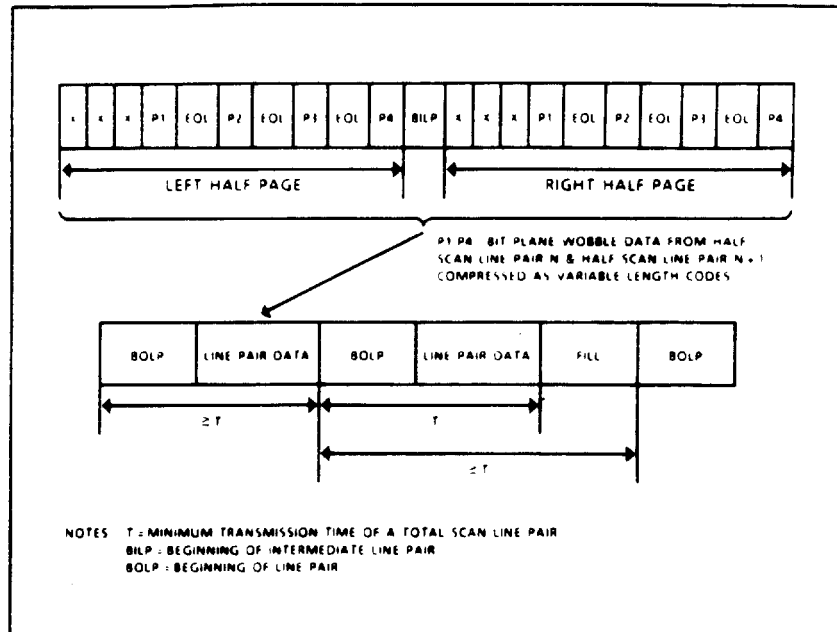 x x x P1 EOL P2 EOL P3 EOL P4 BILP x x x P1 EOL P2 EOL P3 EOL P4
LEFT HALF PAGE RIGHT HALF PAGE
P1-P4 BIT PLANE WOBBLE DATA FROM HALF
SCAN LINE PAIR N & HALF SCAN LINE PAIR N + 1
COMPRESSED AS VARIABLE LENGTH CODES
BOLP LINE PAIR DATA BOLP LINE PAIR DATA FILL BOLP
≥ T T
≥ T
NOTES T = MINIMUM TRANSMISSION TIME OF A TOTAL SCAN LINE PAIR
BILP = BEGINNING OF INTERMEDIATE LINE PAIR
BOLP = BEGINNING OF LINE PAIR